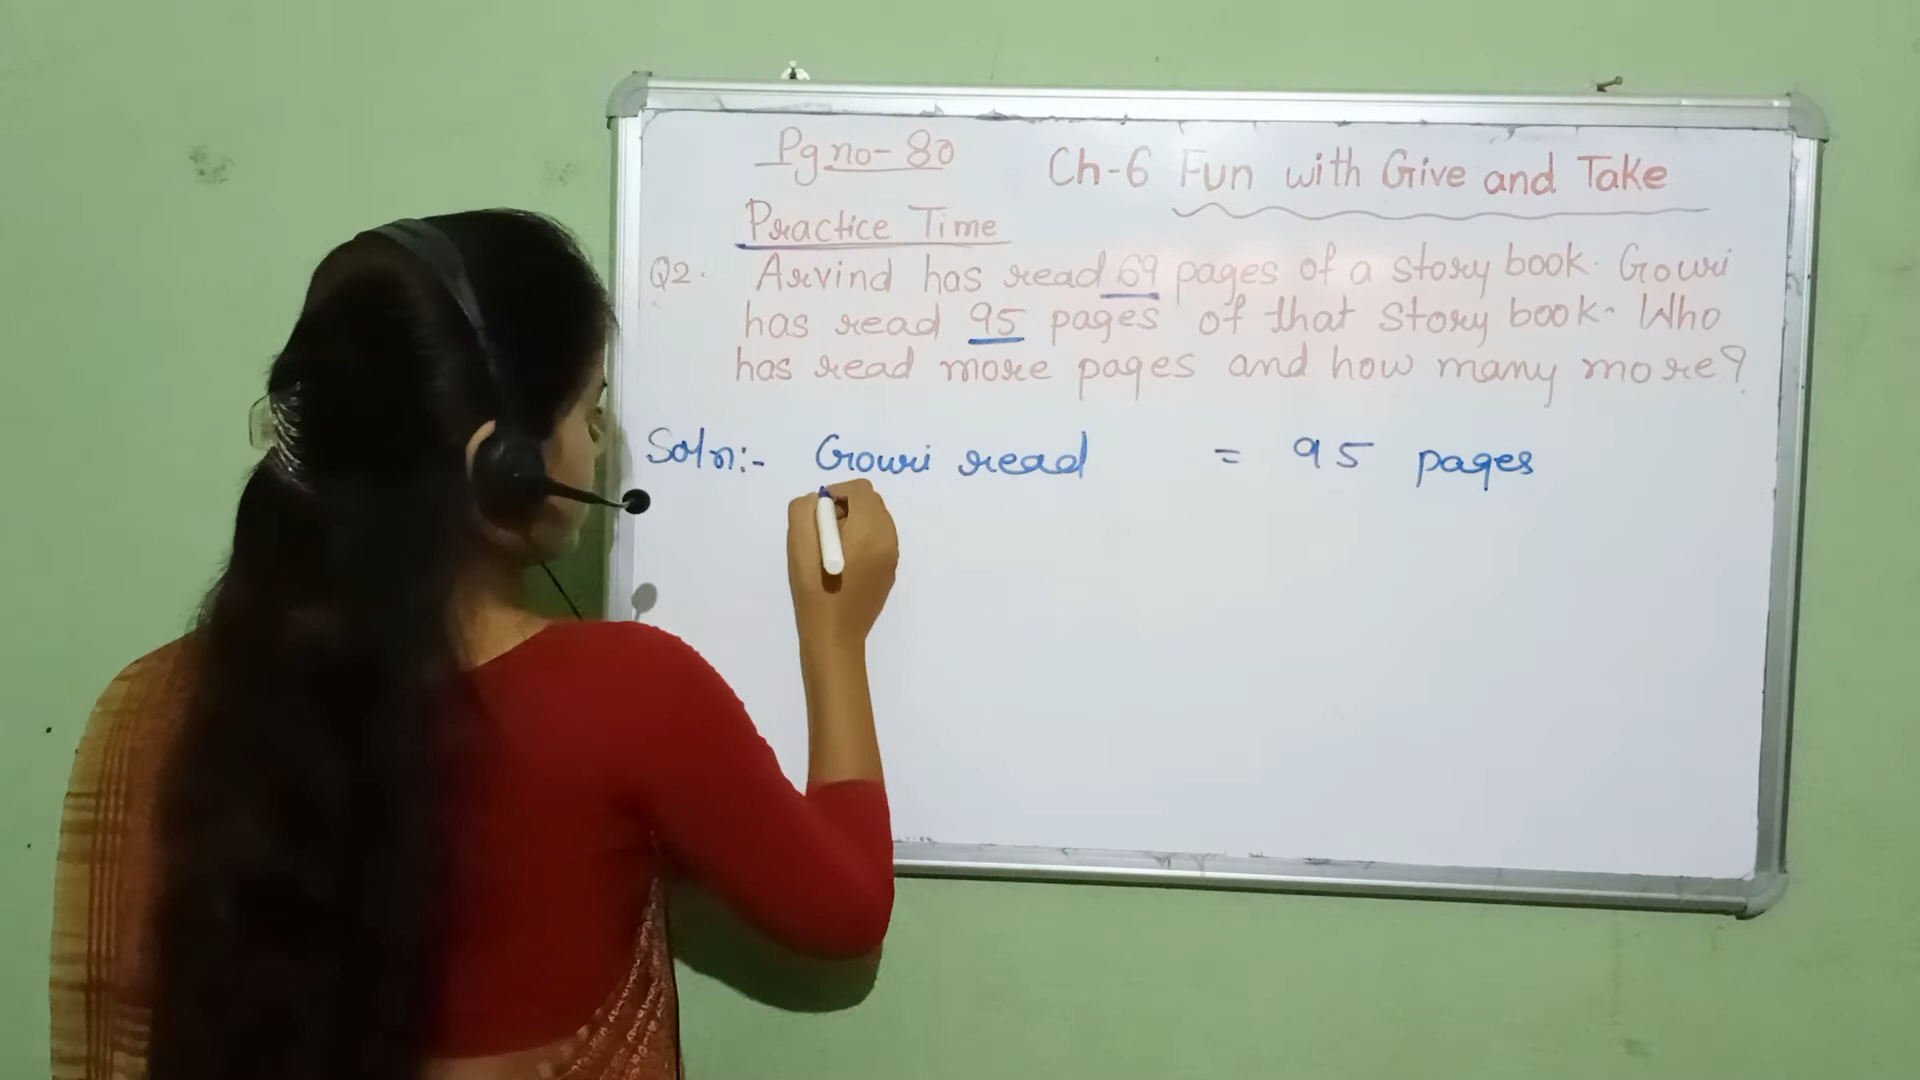 Pg no- 80
Ch-6 Fun with Give and Take
Practice Time
Q2. Arvind has read 69 pages of a story book. Gouri
has read 95 pages of that story book. Who
has read more pages and how many more?
Soln:- Gouri read = 95 pages